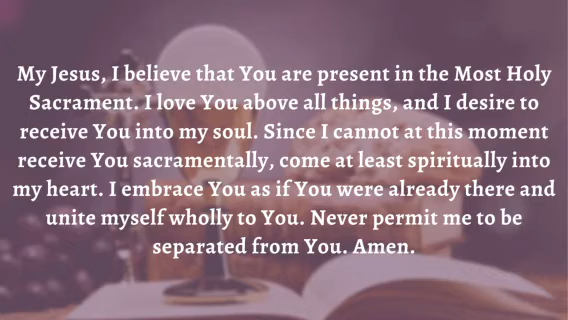 My Jesus, I believe that You are present in the Most Holy
Sacrament. I love You above all things, and I desire to
receive You into my soul. Since I cannot at this moment
receive You sacramentally, come at least spiritually into
my heart. I embrace You as if You were already there and
unite myself wholly to You. Never permit me to be
separated from You. Amen.